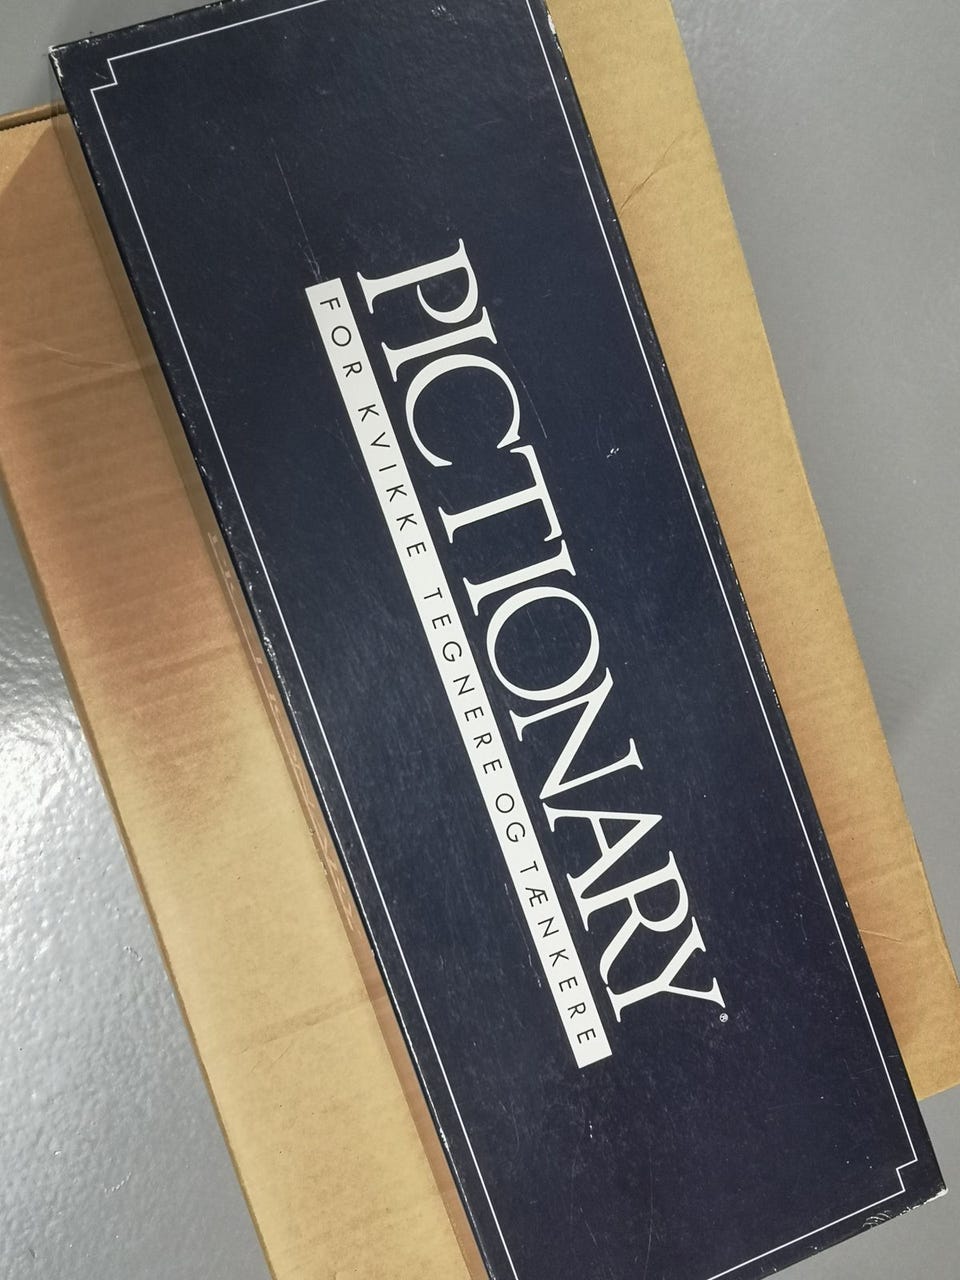 PICTIONARY®
FOR KVIKKE TEGNERE OG TÆNKERE